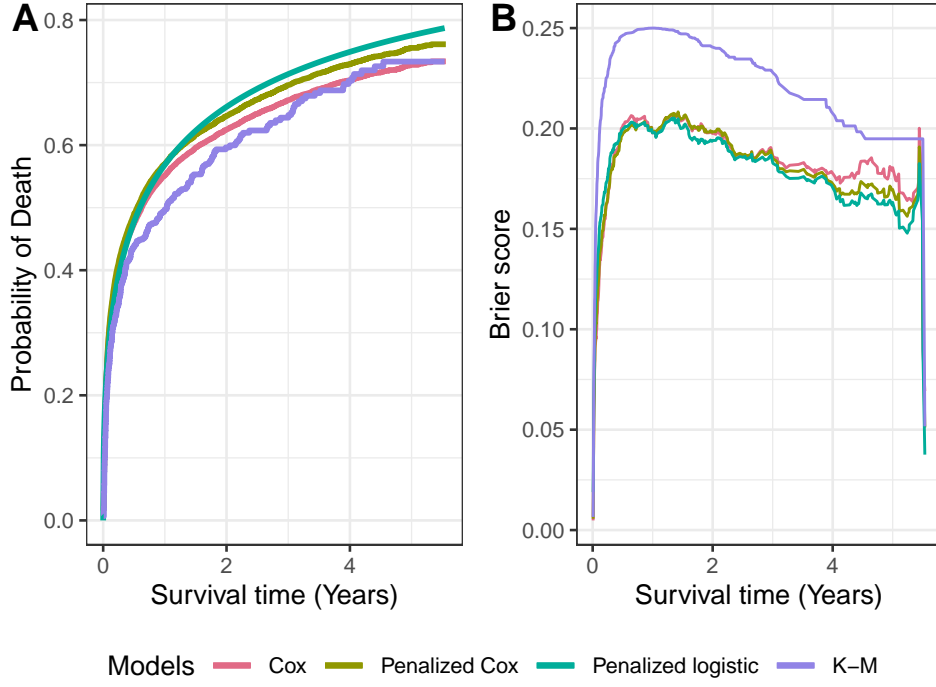 A
B
Probability of Death
0.8
0.6
0.4
0.2
0.0
0 2 4
Survival time (Years)
Brier score
0.25
0.20
0.15
0.10
0.05
0.00
0 2 4
Survival time (Years)
Models Cox Penalized Cox Penalized logistic K−M